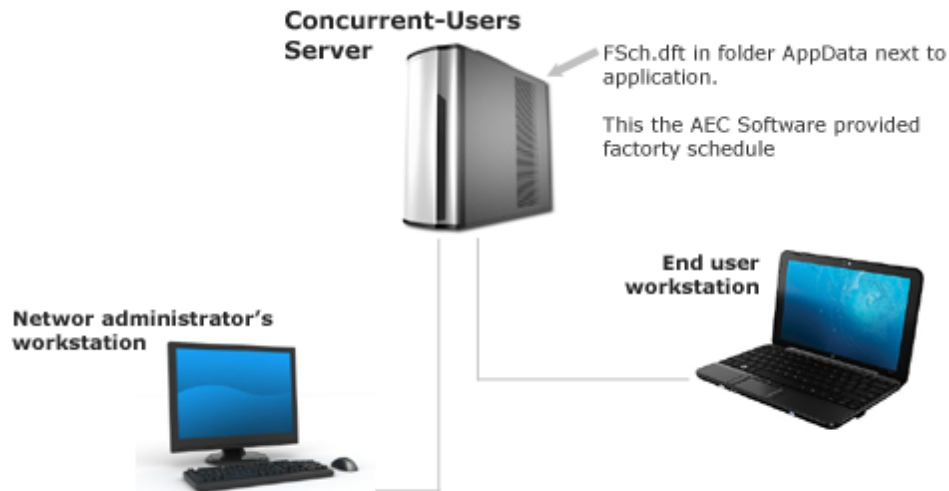 Concurrent-Users
Server
FSch.dft in folder AppData next to
application.
This the AEC Software provided
factorty schedule
End user
workstation
Networ administrator's
workstation